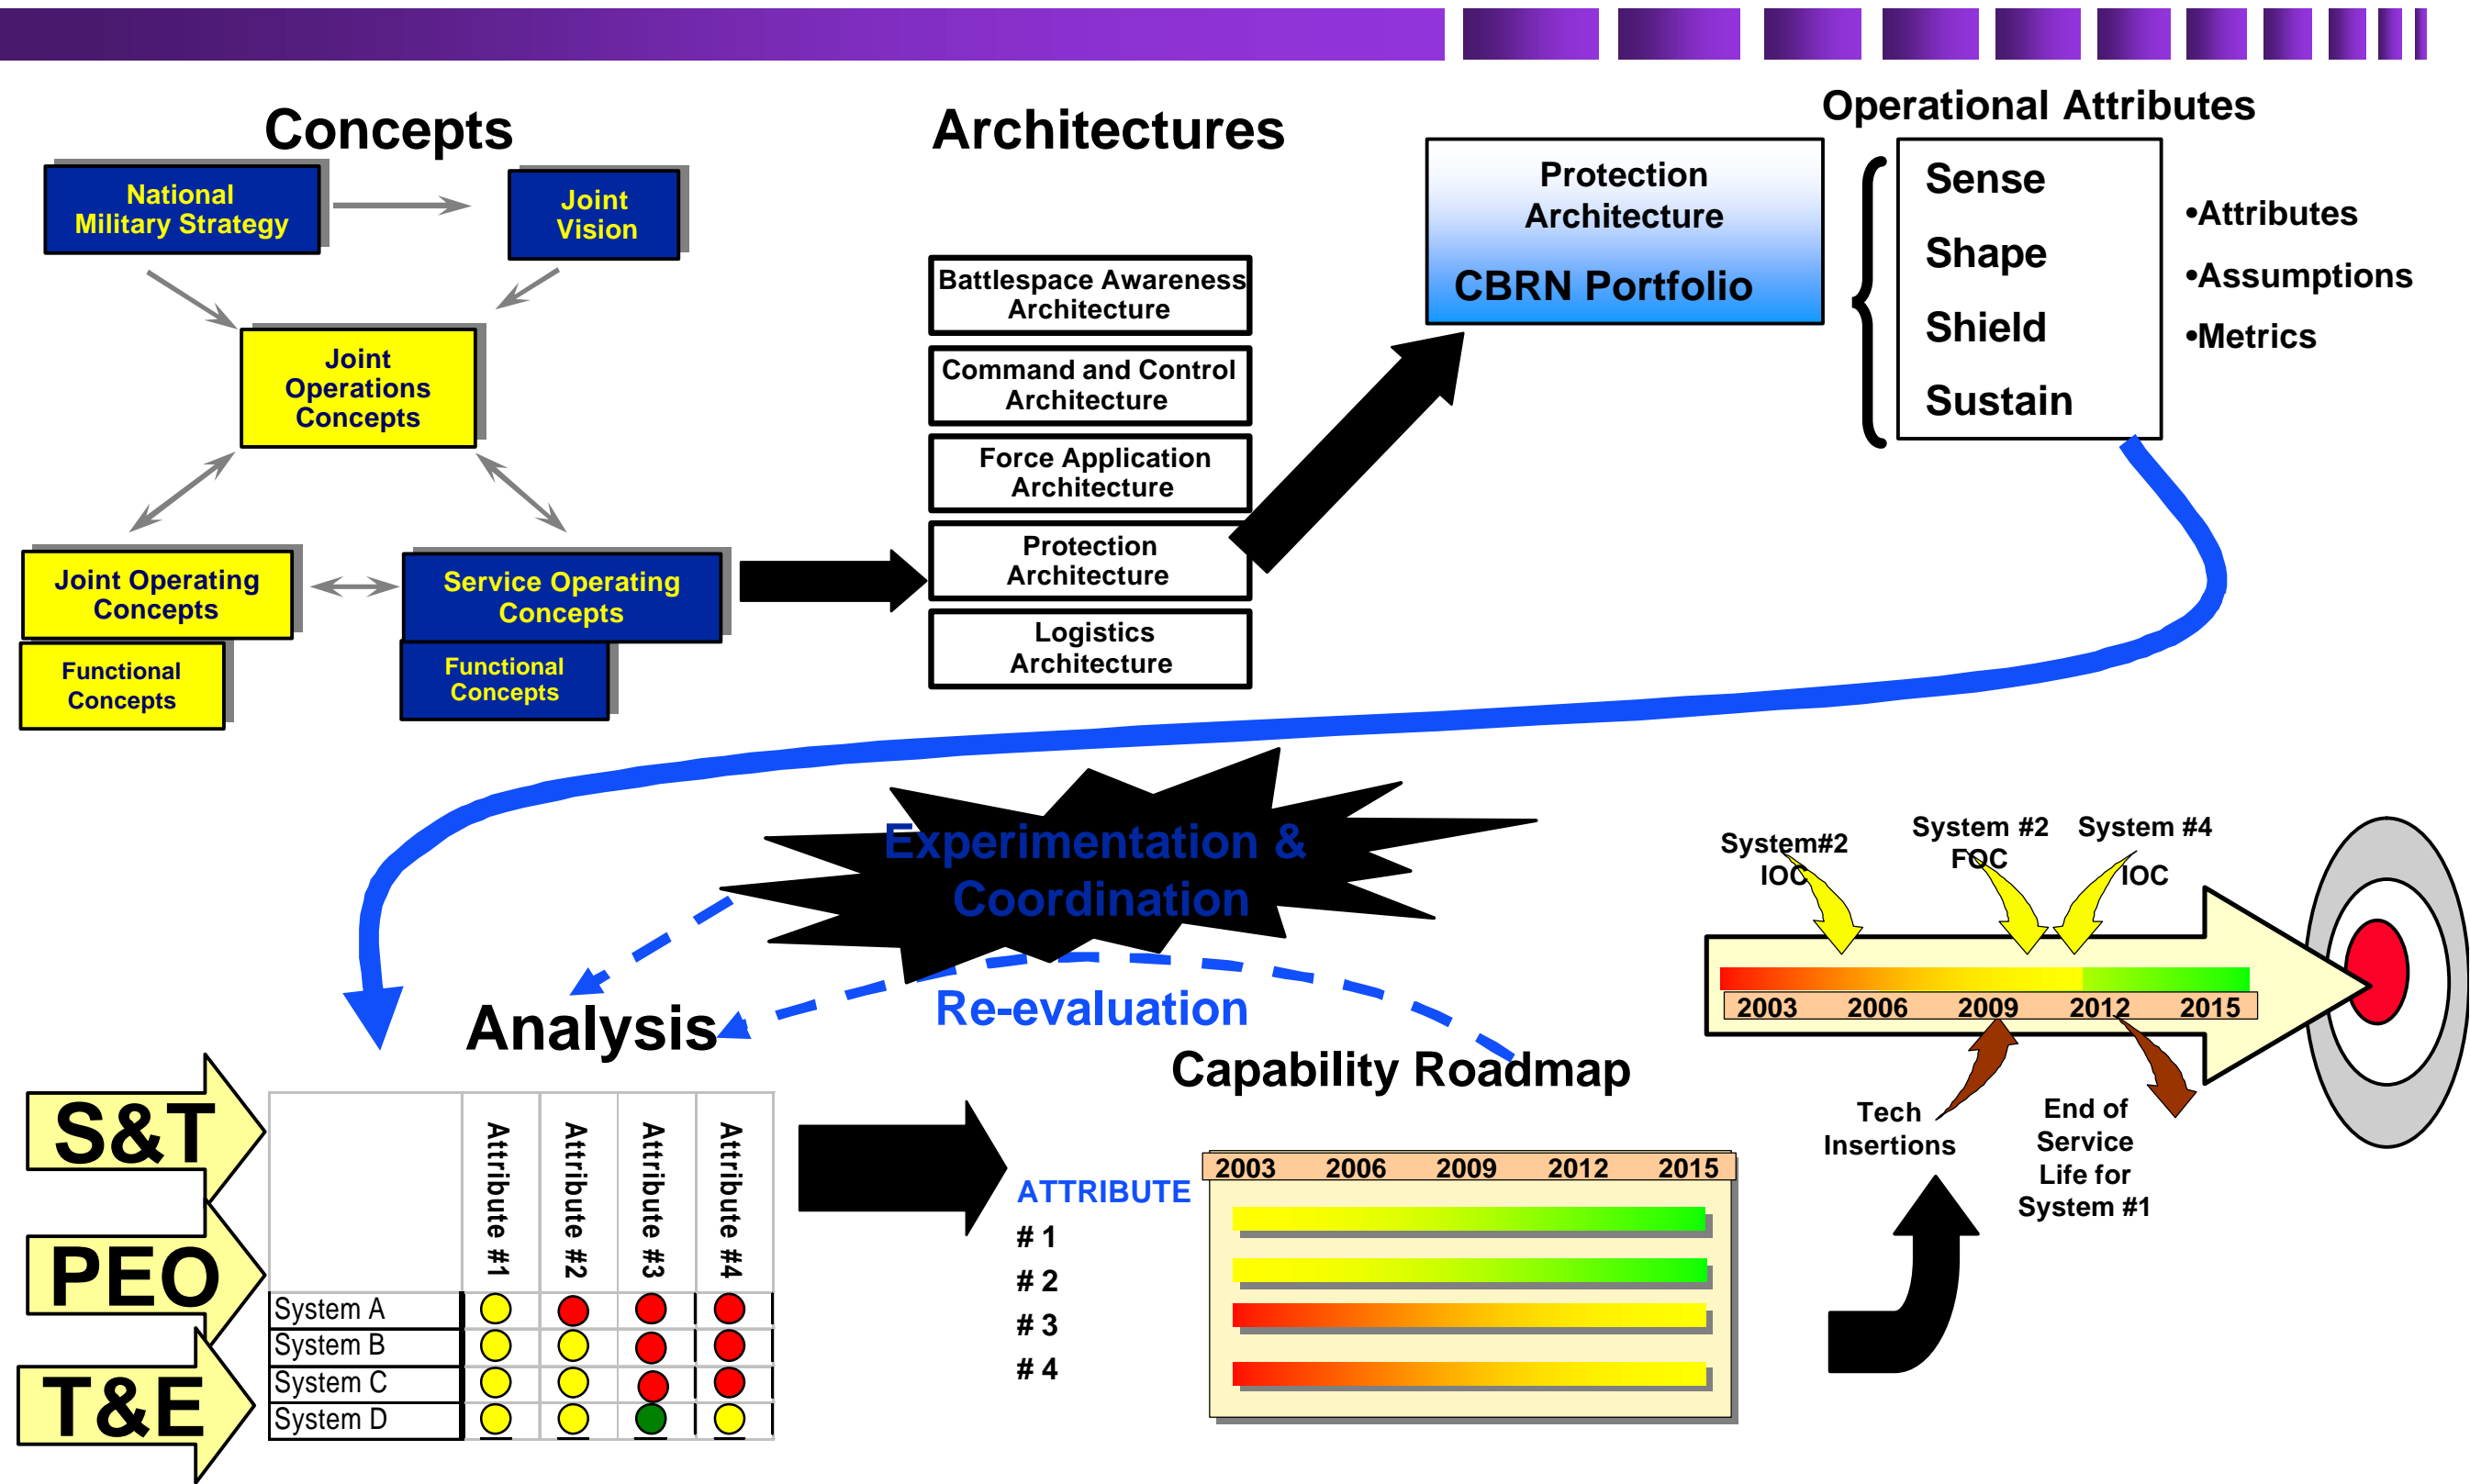 Concepts
National
Military Strategy
Joint
Vision
Joint
Operations
Concepts
Joint Operating
Concepts
Functional
Concepts
Service Operating
Concepts
Functional
Concepts
Architectures
Battlespace Awareness
Architecture
Command and Control
Architecture
Force Application
Architecture
Protection
Architecture
Logistics
Architecture
Protection
Architecture
CBRN Portfolio
Operational Attributes
Sense
Shape
Shield
Sustain
•Attributes
•Assumptions
•Metrics
Experimentation &
Coordination
Re-evaluation
Analysis
S&T
PEO
T&E
Attribute #1
Attribute #2
Attribute #3
Attribute #4
System A
System B
System C
System D
Capability Roadmap
2003 2006 2009 2012 2015
ATTRIBUTE
# 1
# 2
# 3
# 4
System#2
IOC
System #2
FOC
System #4
IOC
2003 2006 2009 2012 2015
Tech
Insertions
End of
Service
Life for
System #1